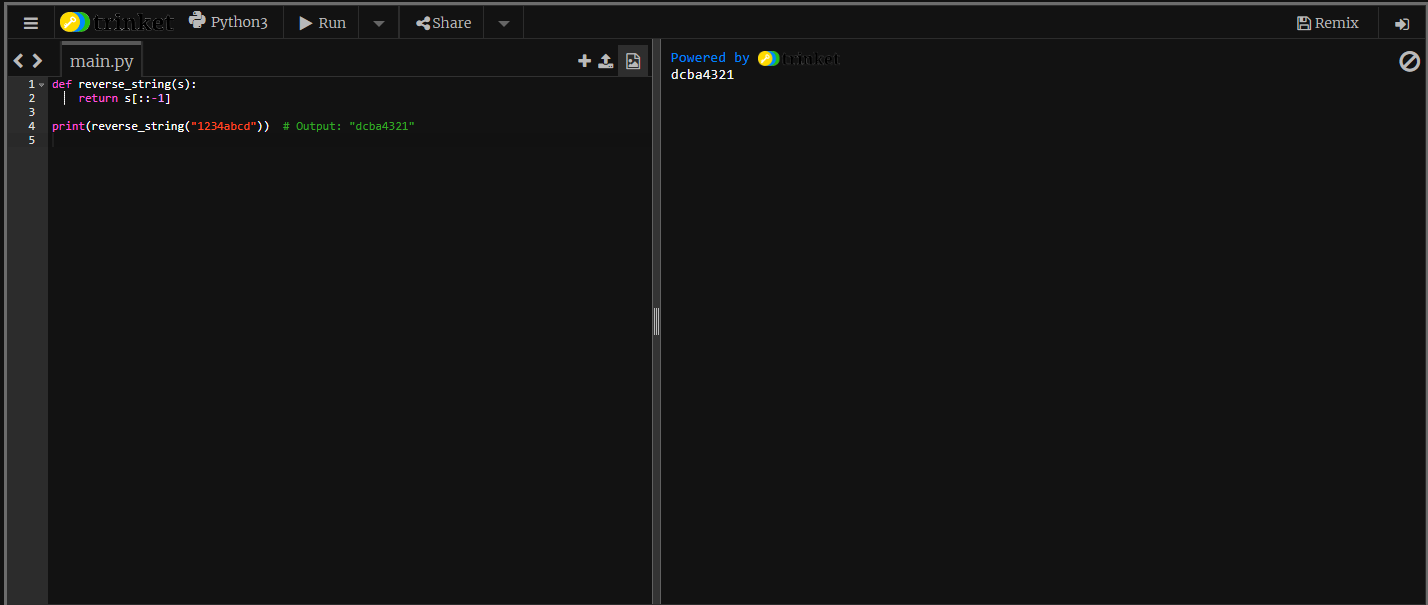 trinket Python3 Run Share Remix
main.py
Powered by trinket
dcba4321
1 def reverse_string(s):
2     return s[::-1]
3
4 print(reverse_string("1234abcd"))  # Output: "dcba4321"
5